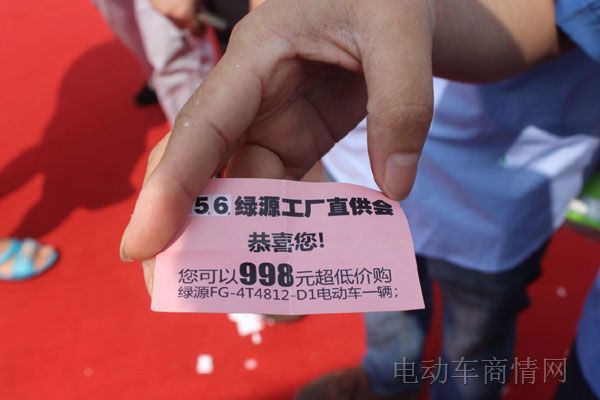 56 绿源工厂直供会
恭喜您!
您可以998元超低价购
绿源FG-4T4812-D1电动车一辆;
电动车商情网